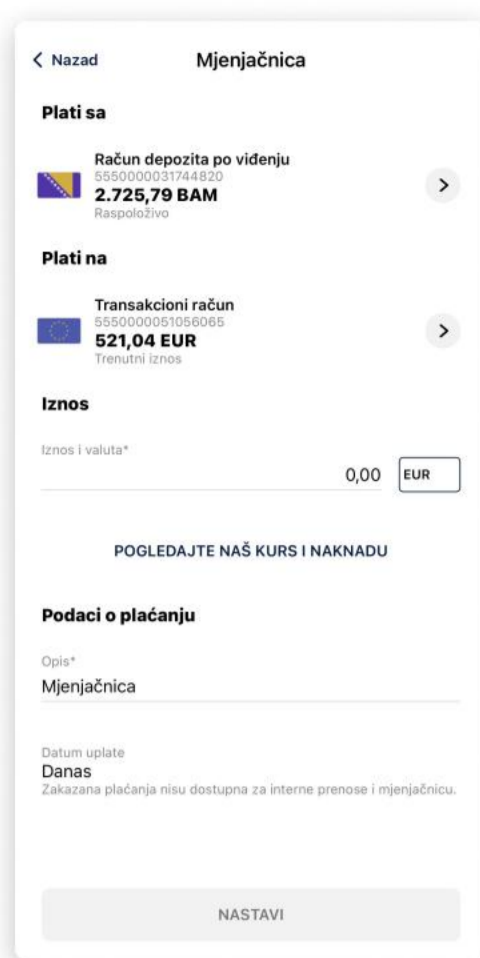 Nazad
Mjenjačnica
Plati sa
Račun depozita po viđenju
5550000031744820
2.725,79 BAM
Raspoloživo
Plati na
Transakcioni račun
5550000051056065
521,04 EUR
Trenutni iznos
Iznos
Iznos i valuta*
0,00 EUR
POGLEDAJTE NAŠ KURS I NAKNADU
Podaci o plaćanju
Opis*
Mjenjačnica
Datum uplate
Danas
Zakazana plaćanja nisu dostupna za interne prenose i mjenjačnicu.
NASTAVI